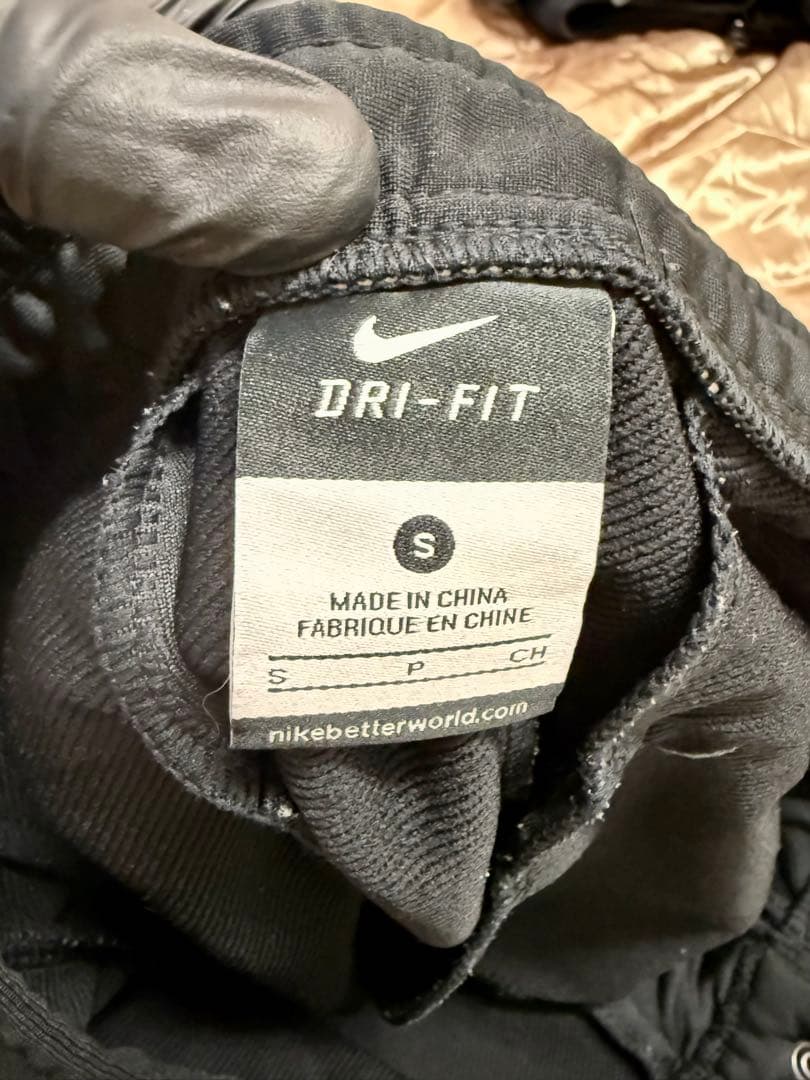 DRI-FIT
S
MADE IN CHINA
FABRIQUE EN CHINE
S P CH
nikebetterworld.com